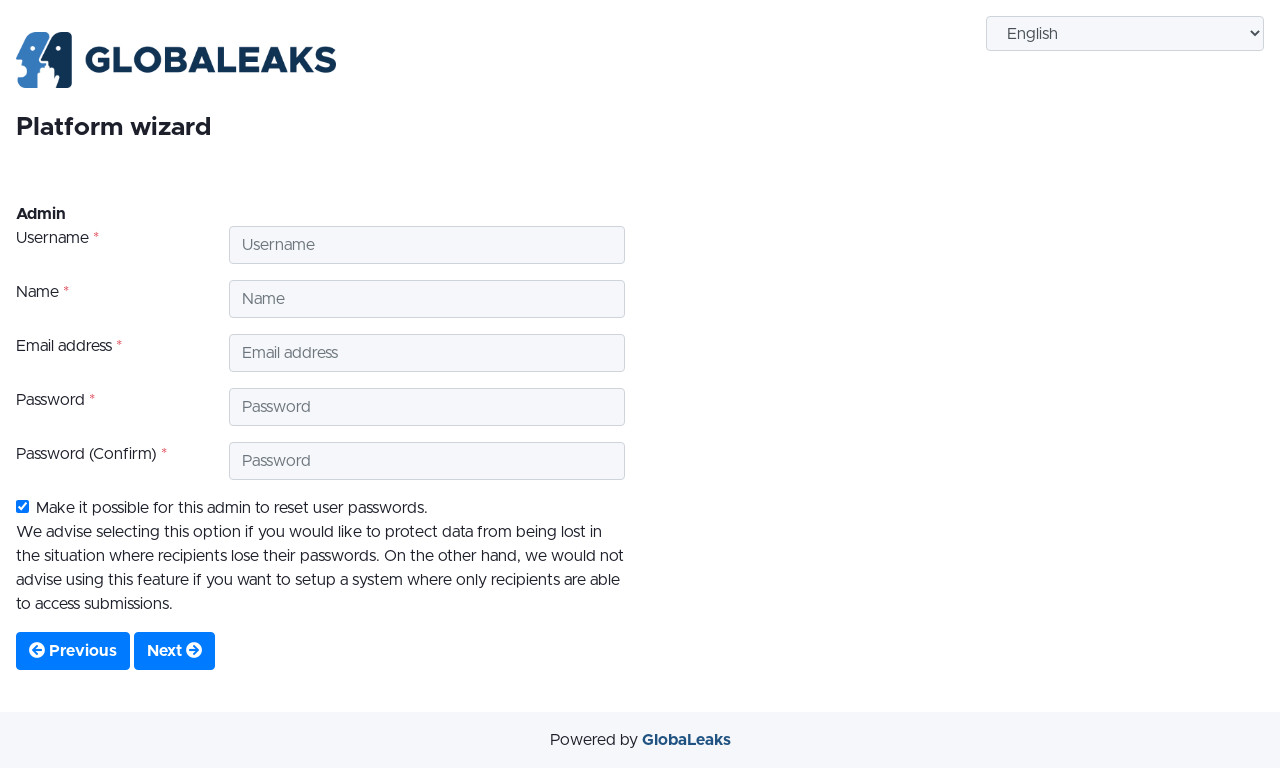 GLOBALEAKS
English
Platform wizard
Admin
Username *
Username
Name *
Name
Email address *
Email address
Password *
Password
Password (Confirm) *
Password
Make it possible for this admin to reset user passwords.
We advise selecting this option if you would like to protect data from being lost in
the situation where recipients lose their passwords. On the other hand, we would not
advise using this feature if you want to setup a system where only recipients are able
to access submissions.
Previous
Next
Powered by GlobaLeaks